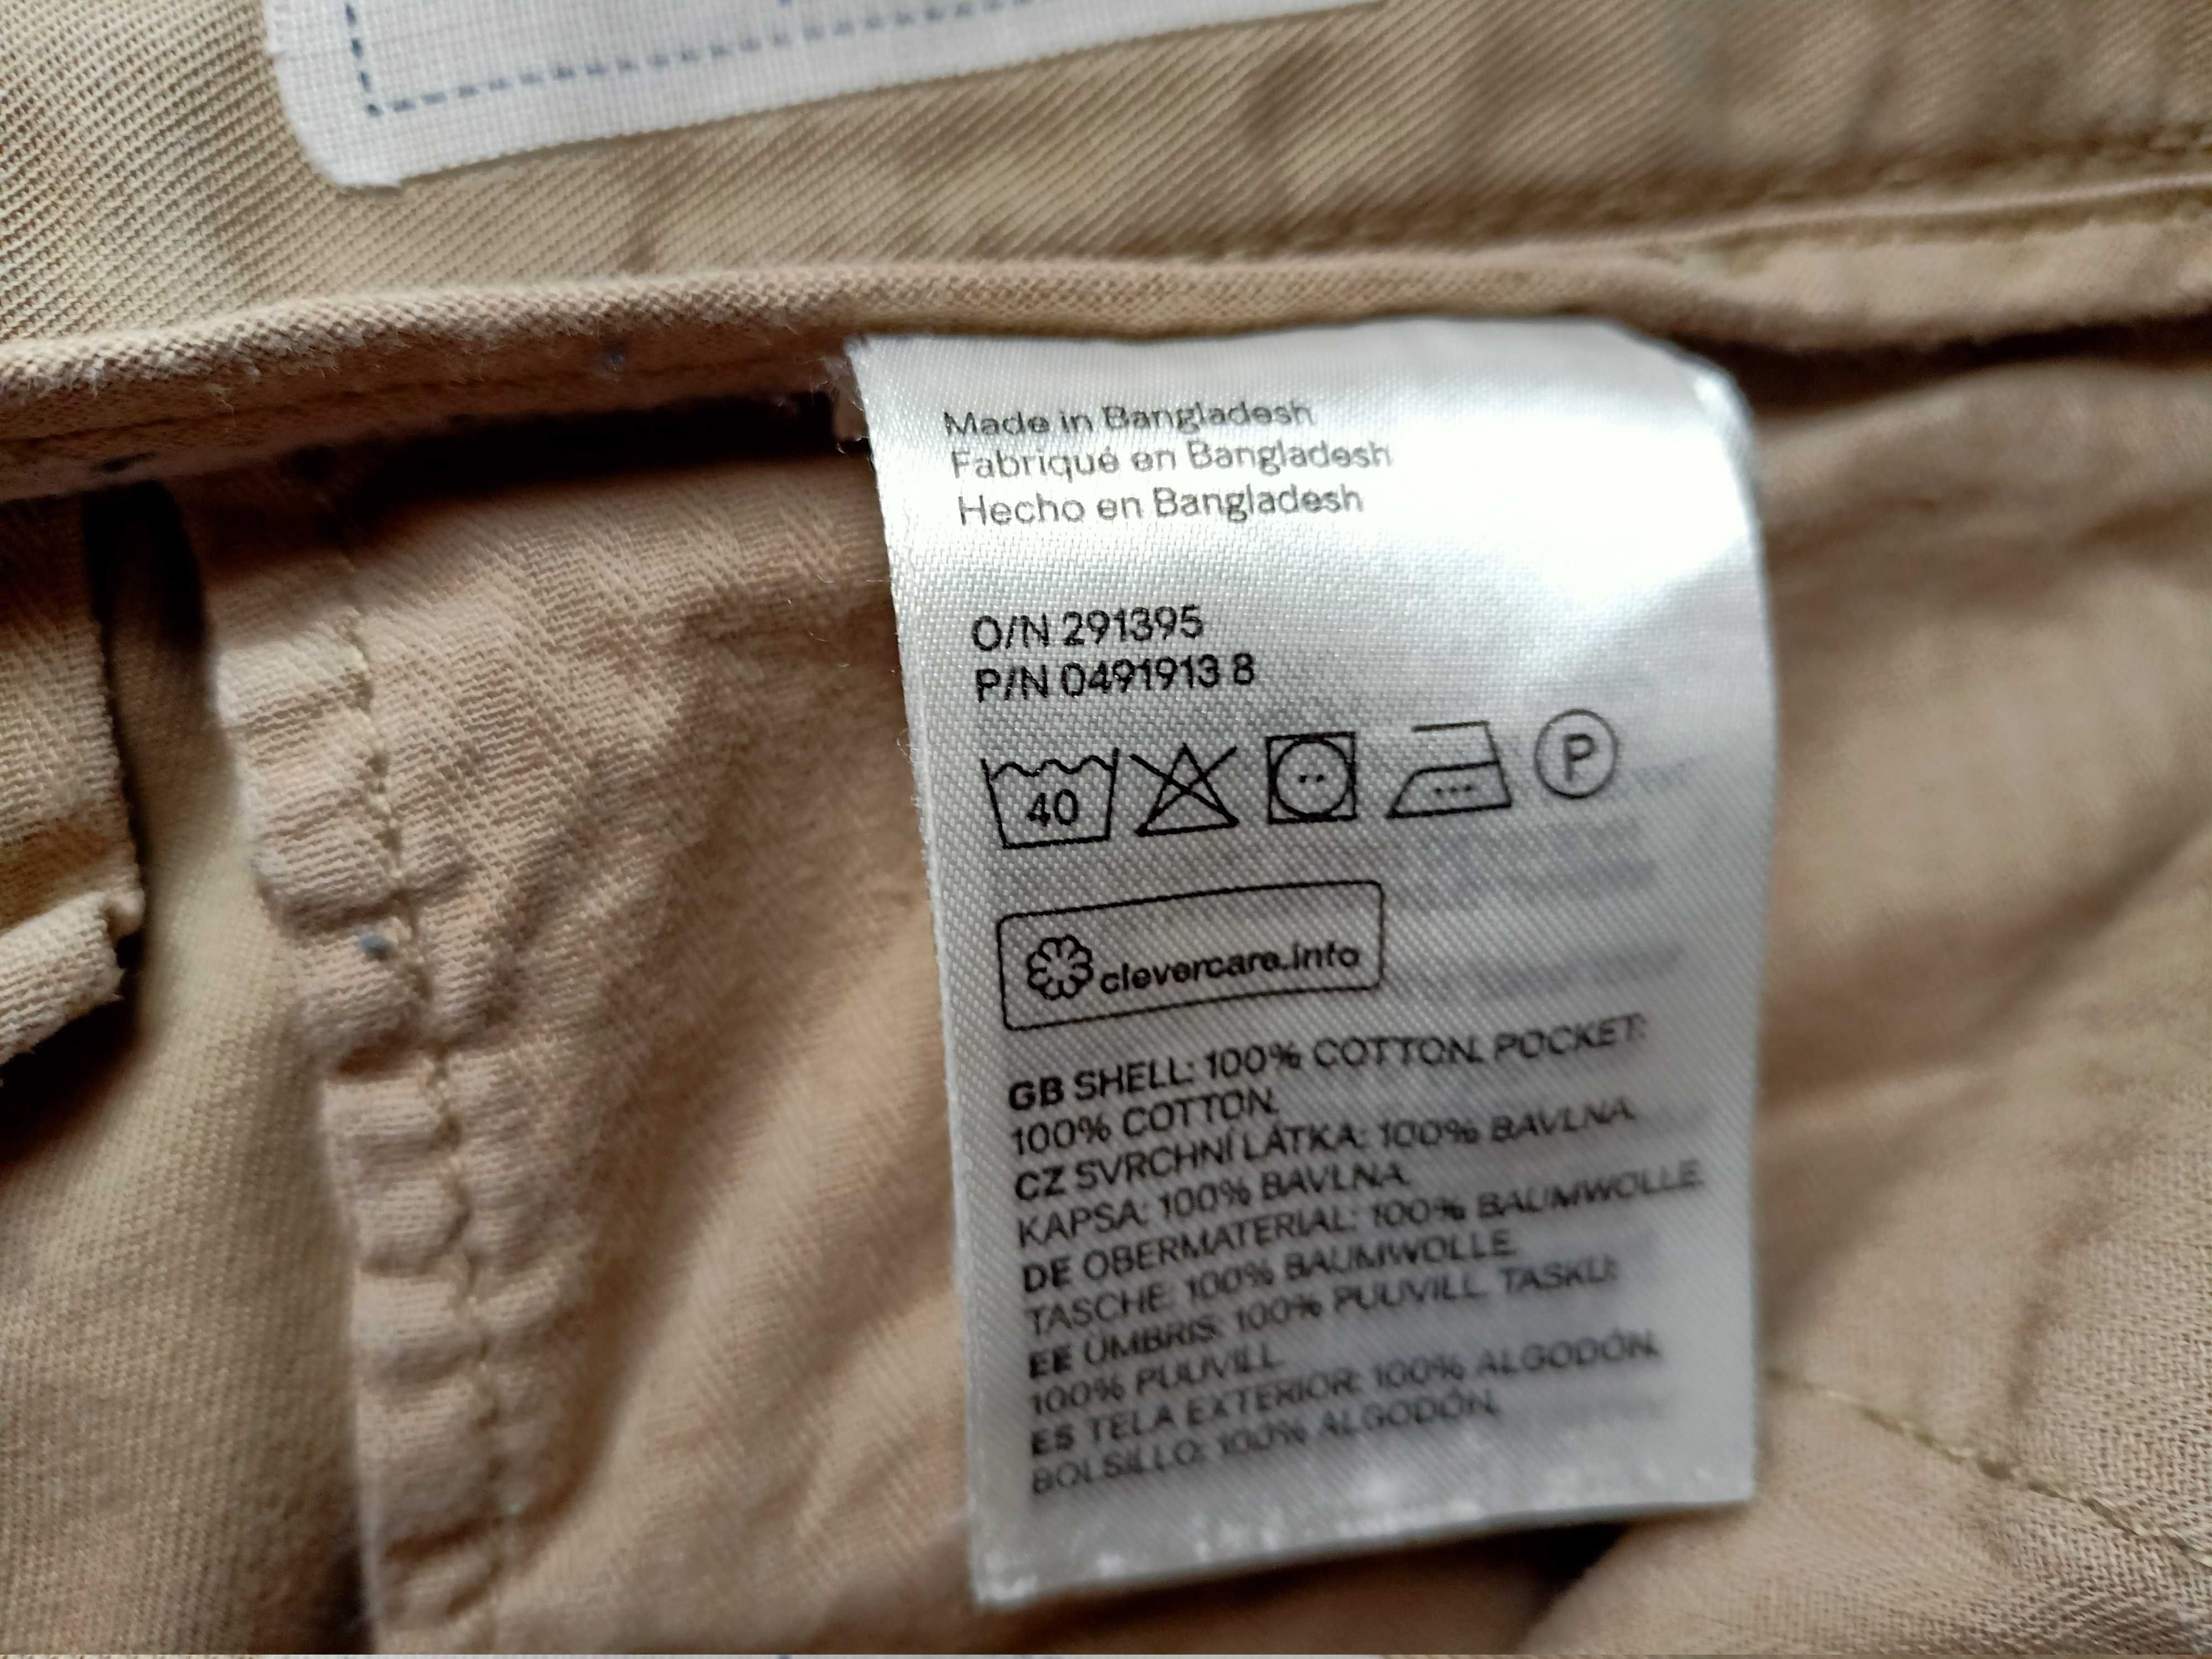 Made in Bangladesh
Fabriqué en Bangladesh
Hecho en Bangladesh
O/N 291395
P/N 0491913 8
40
P
clevercare.info
GB SHELL: 100% COTTON. POCKET:
100% COTTON.
CZ SVRCHNÍ LÁTKA: 100% BAVLNA.
KAPSA: 100% BAVLNA.
DE OBERMATERIAL: 100% BAUMWOLLE.
TASCHE: 100% BAUMWOLLE.
EE ÜMBRIS: 100% PUUVILL. TASKU:
100% PUUVILL.
ES TELA EXTERIOR: 100% ALGODÓN.
BOLSILLO: 100% ALGODÓN.